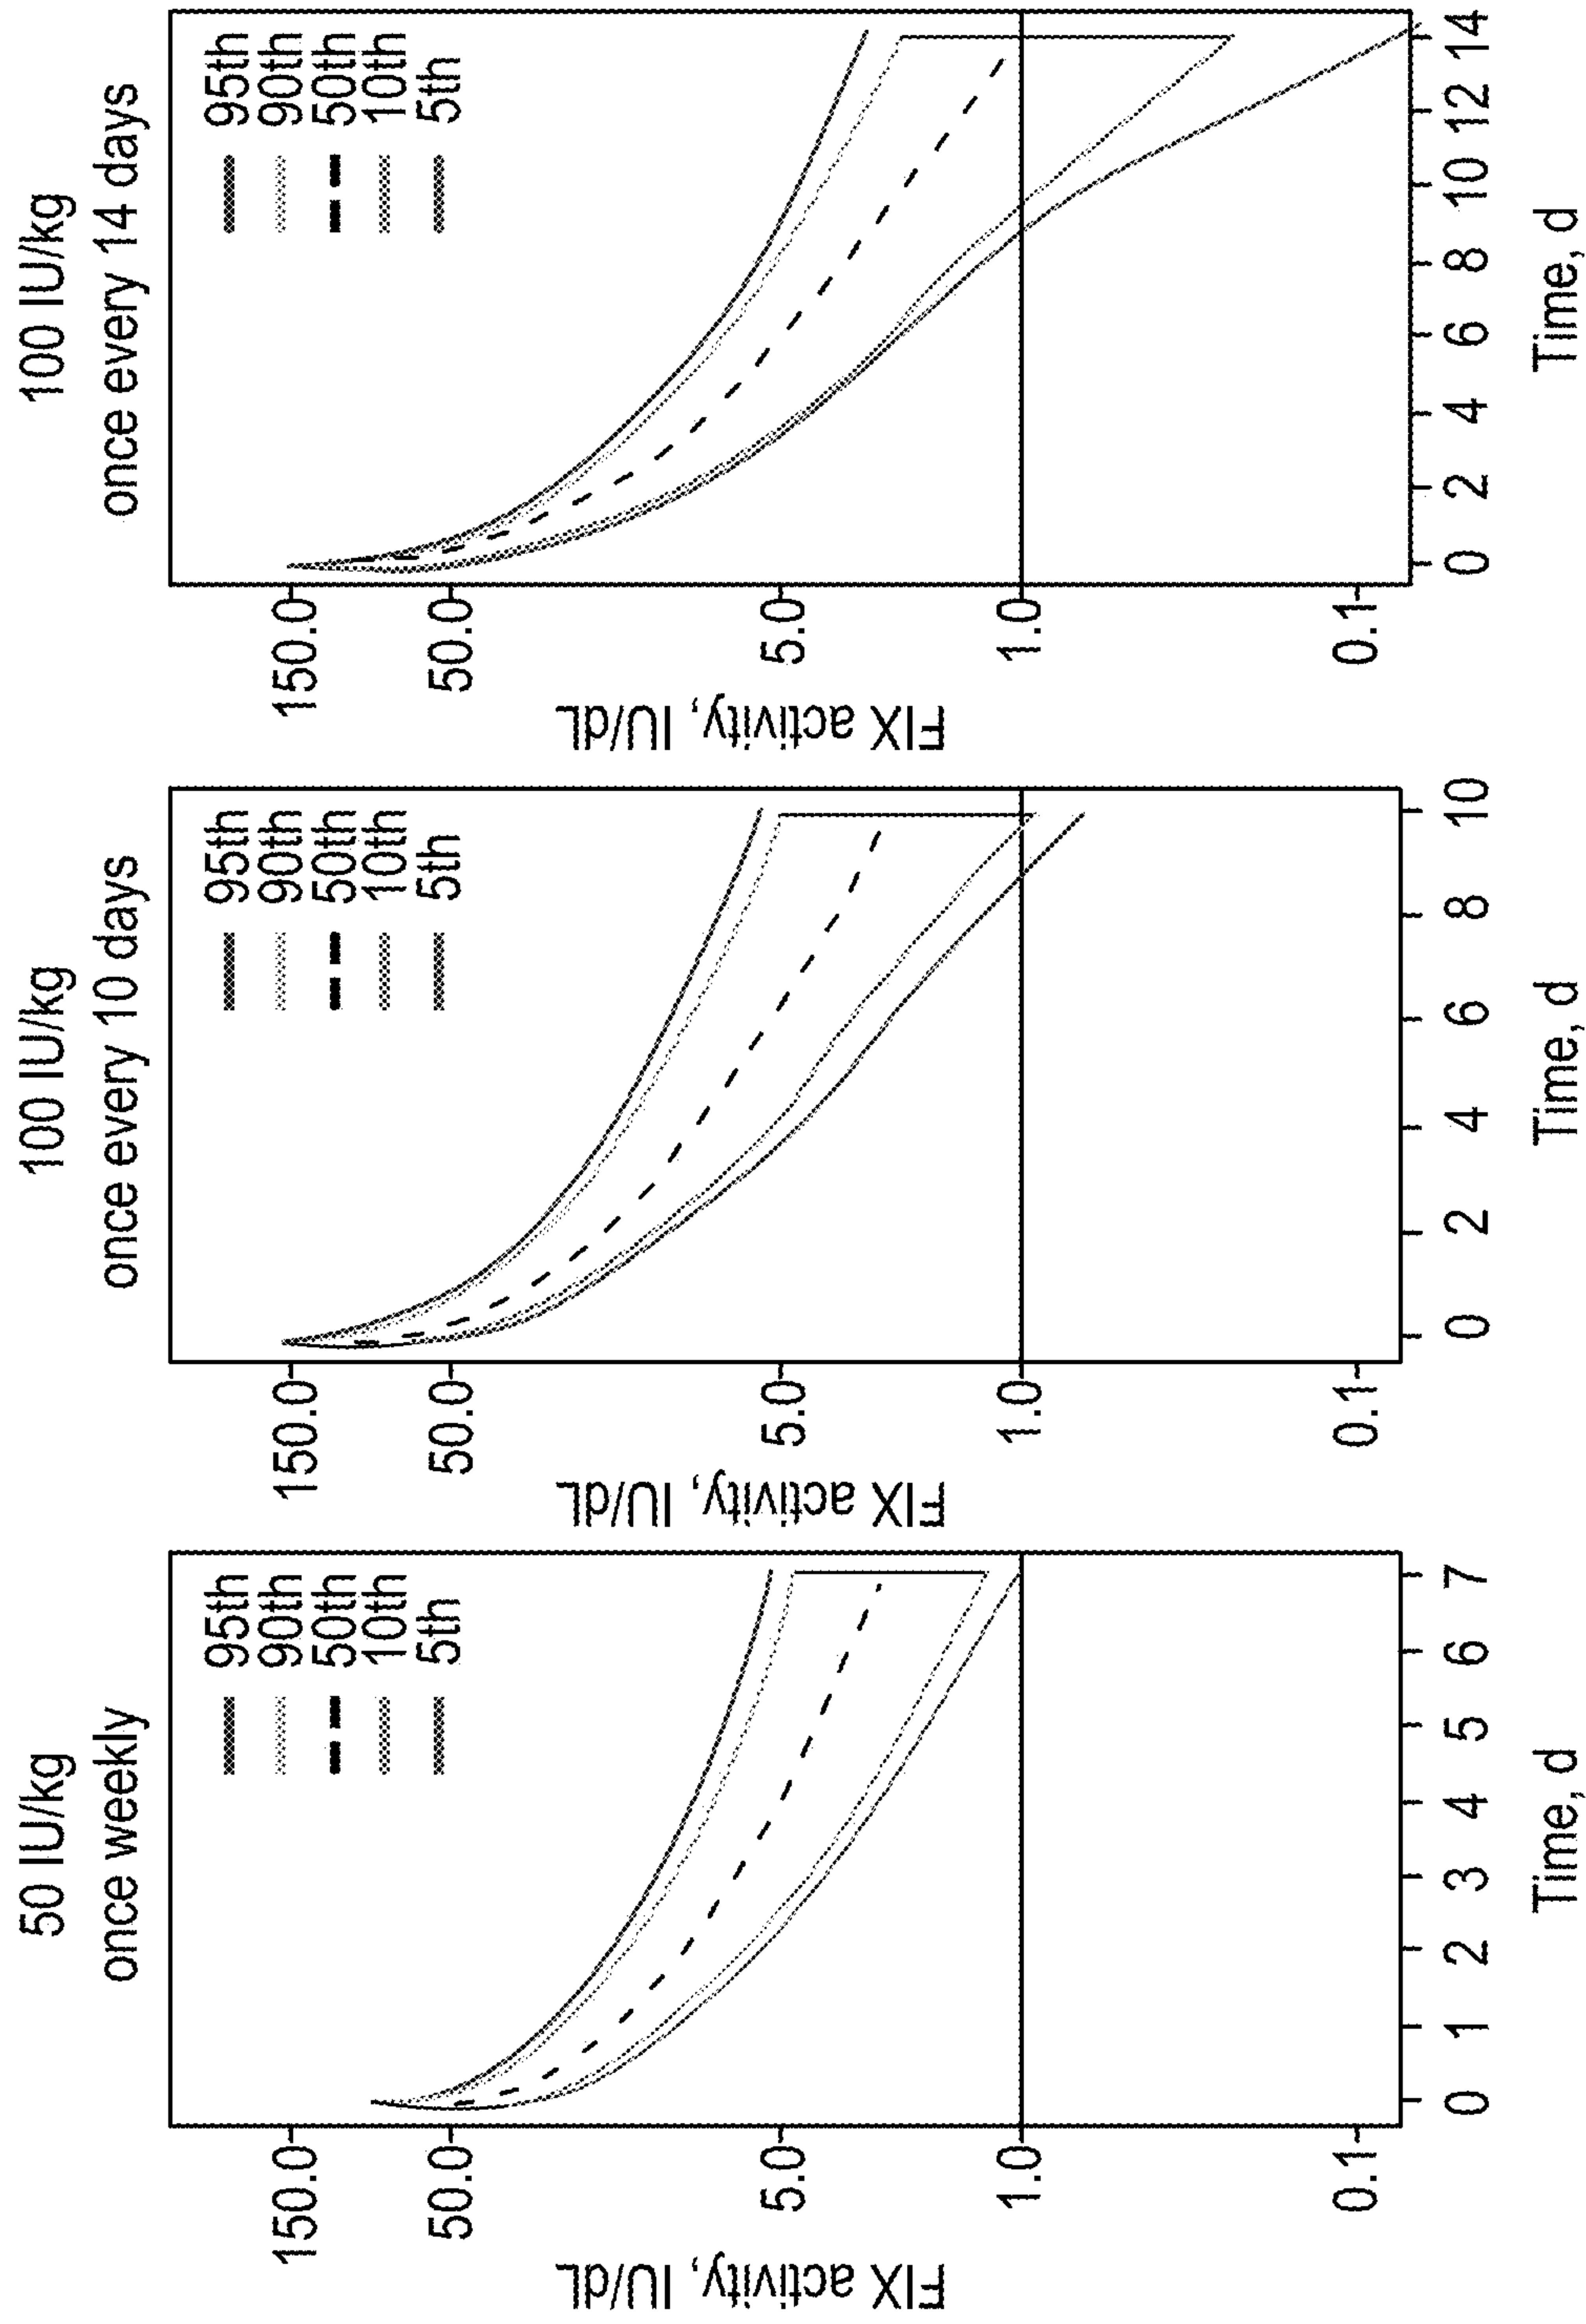 50 IU/kg
once weekly
FIX activity, IU/dL
150.0
50.0
5.0
1.0
0.1
95th
90th
50th
10th
5th
0 1 2 3 4 5 6 7
Time, d
100 IU/kg
once every 10 days
FIX activity, IU/dL
150.0
50.0
5.0
1.0
0.1
95th
90th
50th
10th
5th
0 2 4 6 8 10
Time, d
100 IU/kg
once every 14 days
FIX activity, IU/dL
150.0
50.0
5.0
1.0
0.1
95th
90th
50th
10th
5th
0 2 4 6 8 10 12 14
Time, d